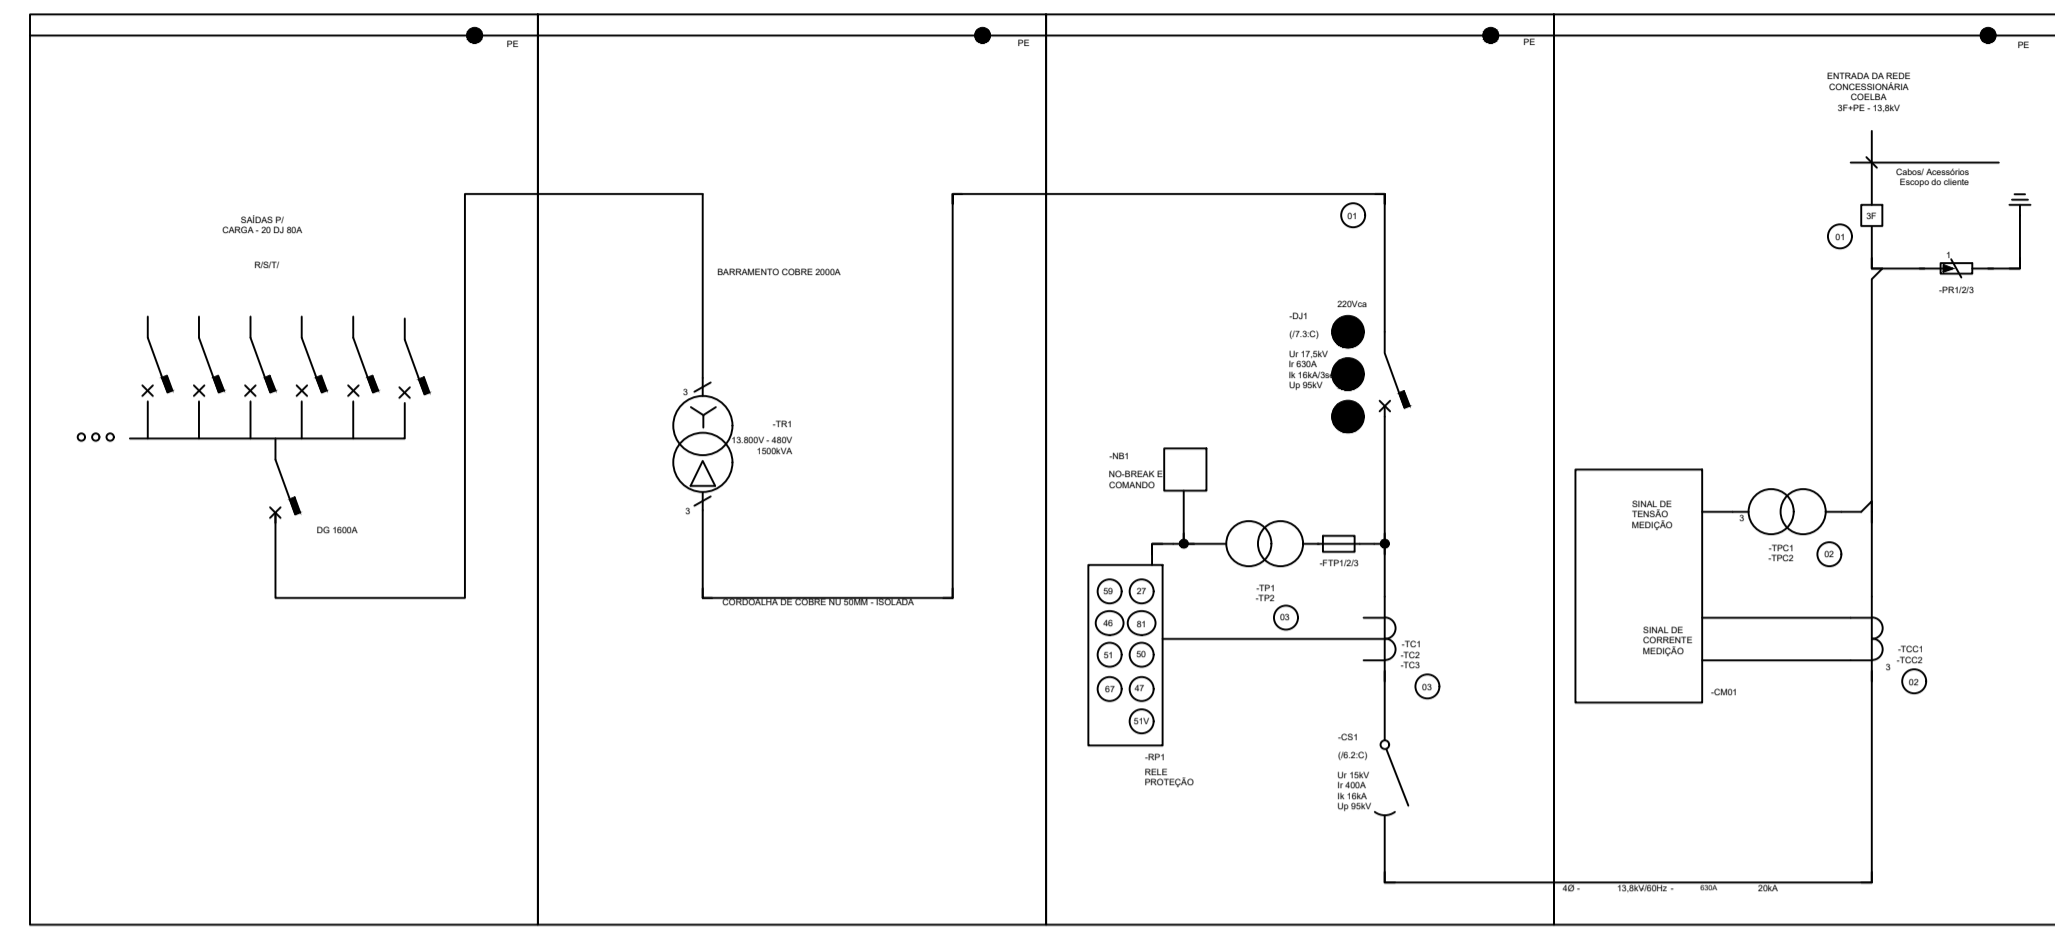 PE
PE
PE
PE
SAÍDAS P/
CARGA - 20 DJ 80A
R/S/T/
DG 1600A
BARRAMENTO COBRE 2000A
3
-TR1
13.800V - 480V
1500kVA
3
CORDOALHA DE COBRE NU 50MM - ISOLADA
01
220Vca
-DJ1
(/7.3:C)
Ur 17,5kV
Ir 630A
Ik 16kA/3s
Up 95kV
-NB1
NO-BREAK E
COMANDO
-FTP1/2/3
-TP1
-TP2
03
59 27
46 81
51 50
67 47
51V
-RP1
RELE
PROTEÇÃO
-TC1
-TC2
-TC3
03
-CS1
(/6.2:C)
Ur 15kV
Ir 400A
Ik 16kA
Up 95kV
ENTRADA DA REDE
CONCESSIONÁRIA
COELBA
3F+PE - 13,8kV
Cabos/ Acessórios
Escopo do cliente
3F
01
1
-PR1/2/3
SINAL DE
TENSÃO
MEDIÇÃO
3
-TPC1
-TPC2
02
SINAL DE
CORRENTE
MEDIÇÃO
-CM01
3
-TCC1
-TCC2
02
4Ø - 13,8kV/60Hz - 630A 20kA